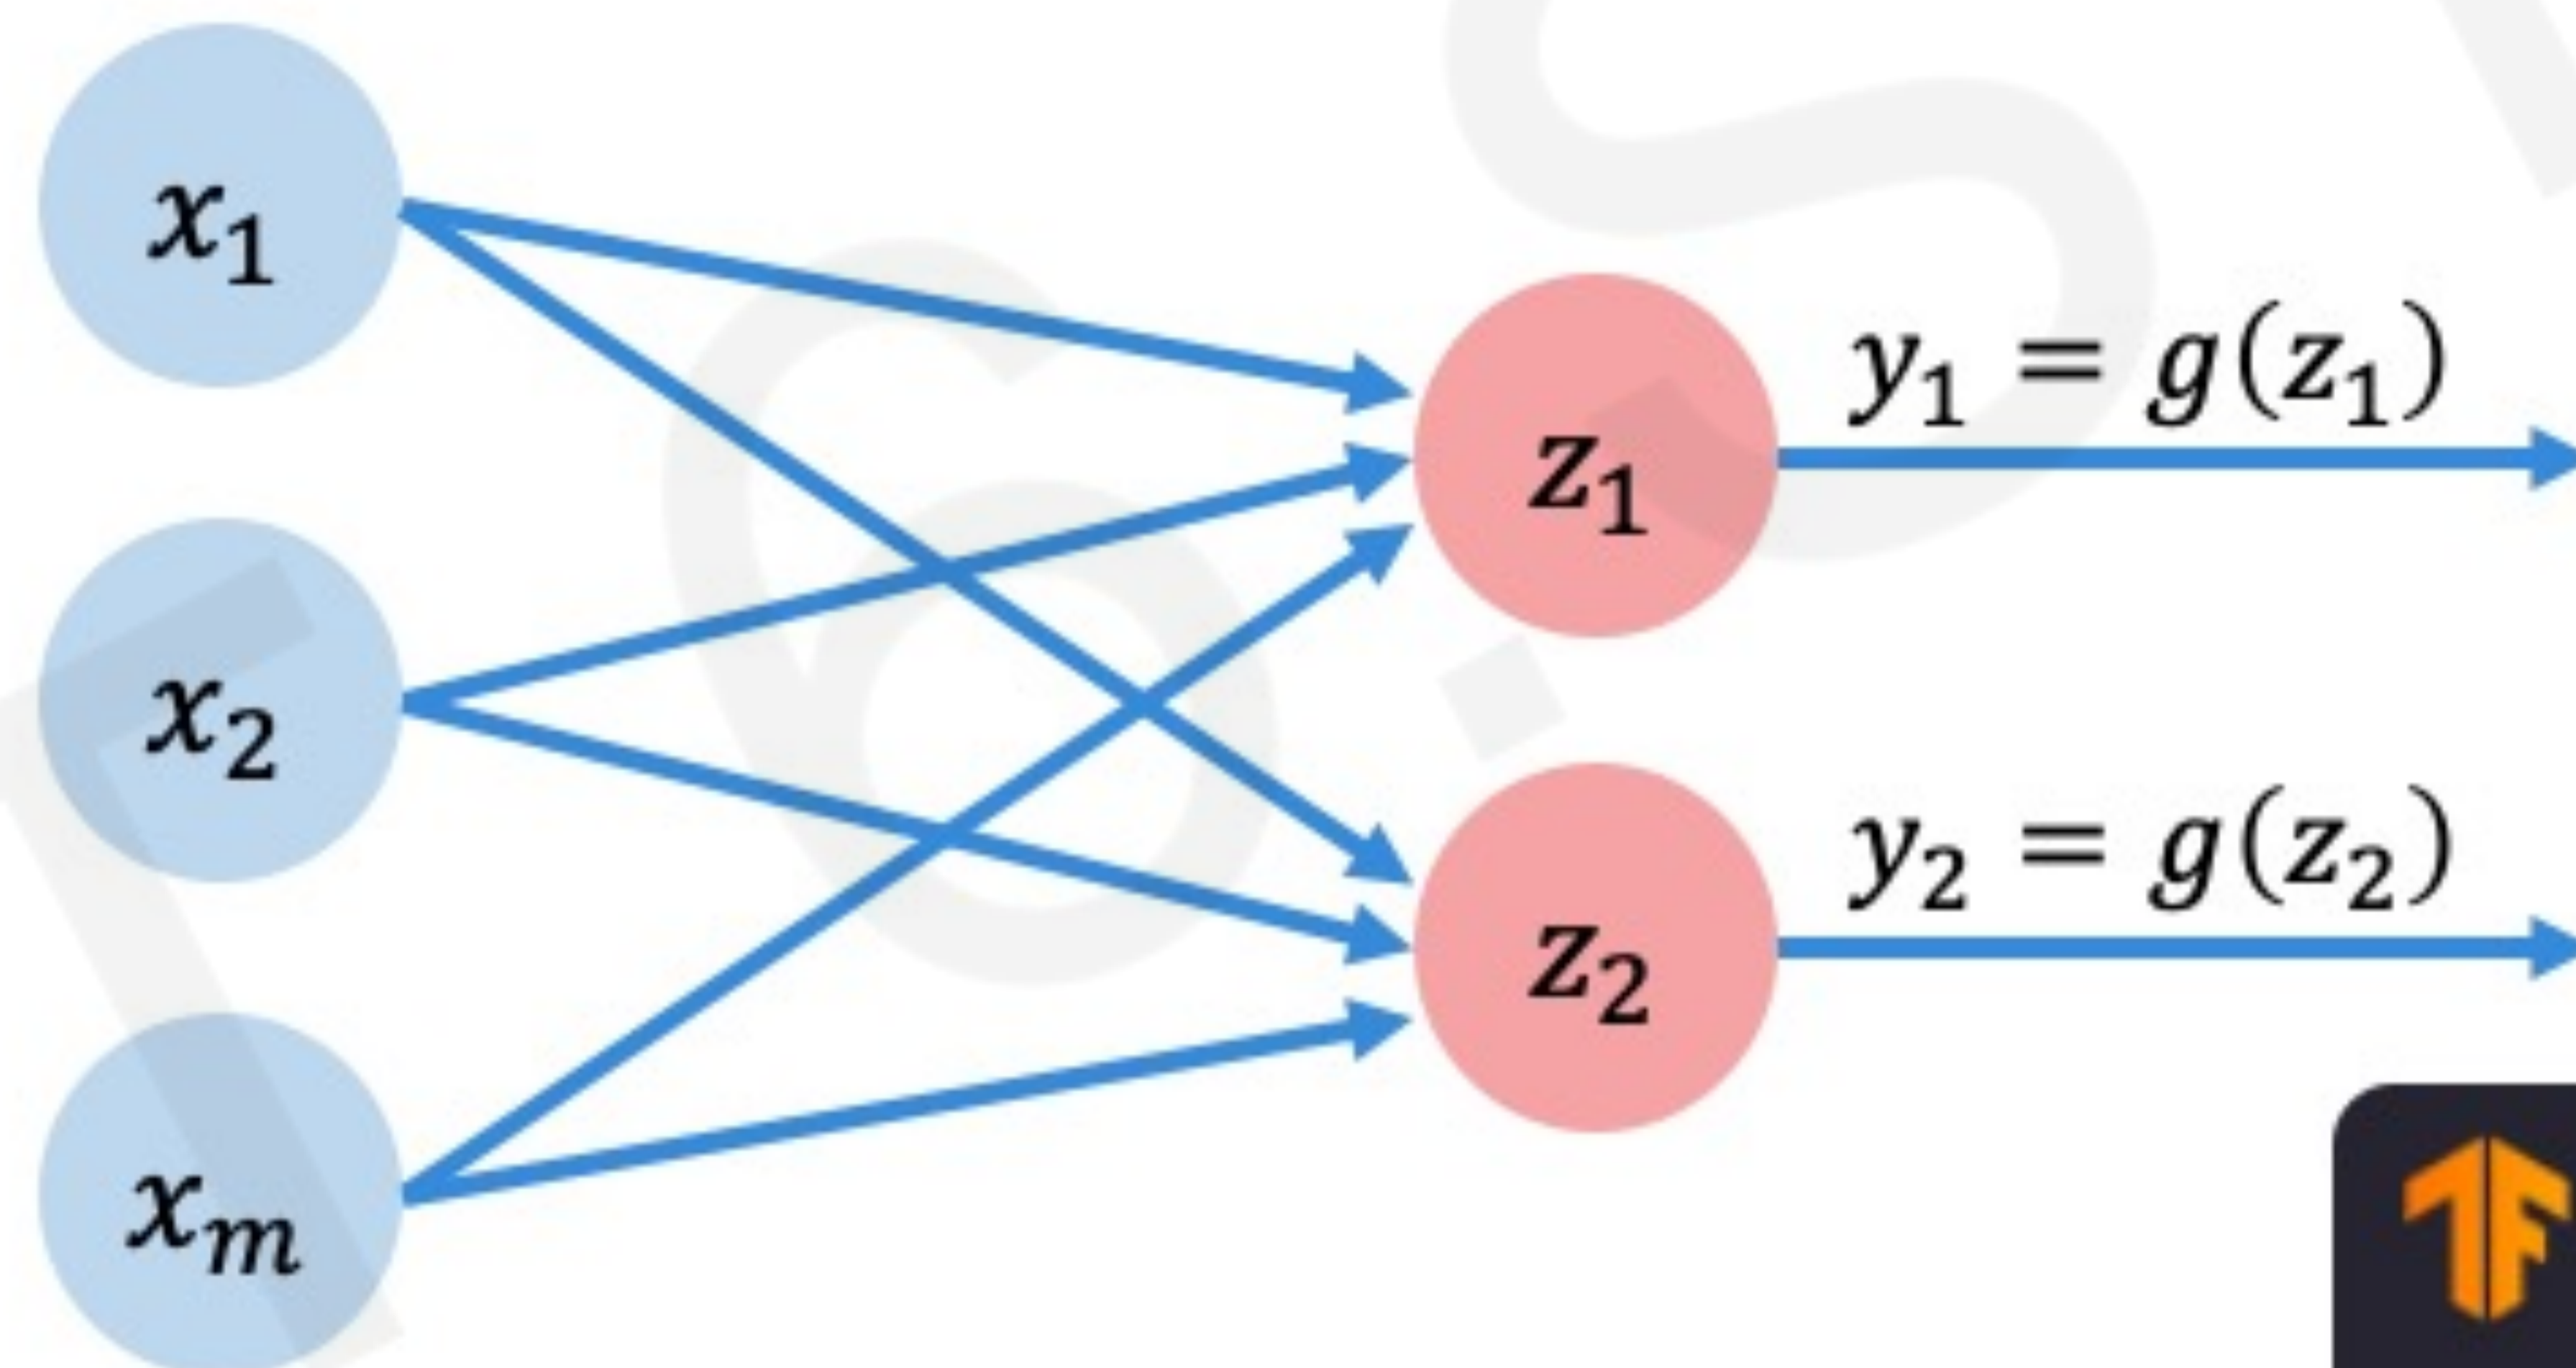 x₁
y₁ = g(z₁)
z₁
x₂
y₂ = g(z₂)
z₂
xₘ